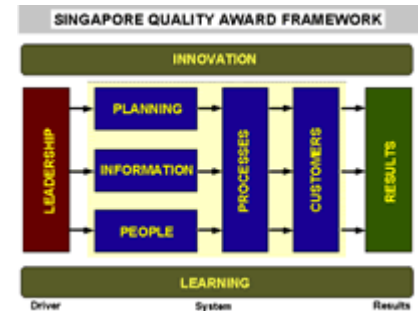 SINGAPORE QUALITY AWARD FRAMEWORK
INNOVATION
LEADERSHIP
PLANNING
INFORMATION
PEOPLE
PROCESSES
CUSTOMERS
RESULTS
LEARNING
Driver System Results